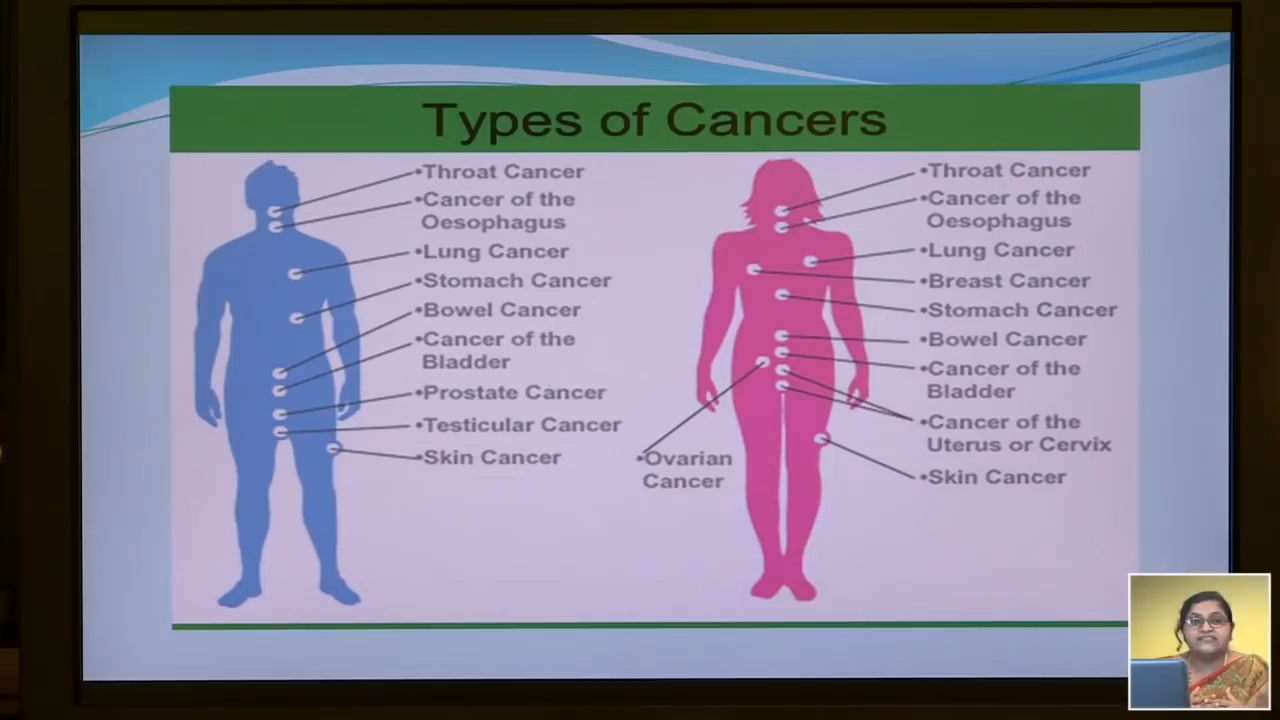 Types of Cancers
•Throat Cancer
•Cancer of the
Oesophagus
•Lung Cancer
•Stomach Cancer
•Bowel Cancer
•Cancer of the
Bladder
•Prostate Cancer
•Testicular Cancer
•Skin Cancer
•Throat Cancer
•Cancer of the
Oesophagus
•Lung Cancer
•Breast Cancer
•Stomach Cancer
•Bowel Cancer
•Cancer of the
Bladder
•Cancer of the
Uterus or Cervix
•Skin Cancer
•Ovarian
Cancer